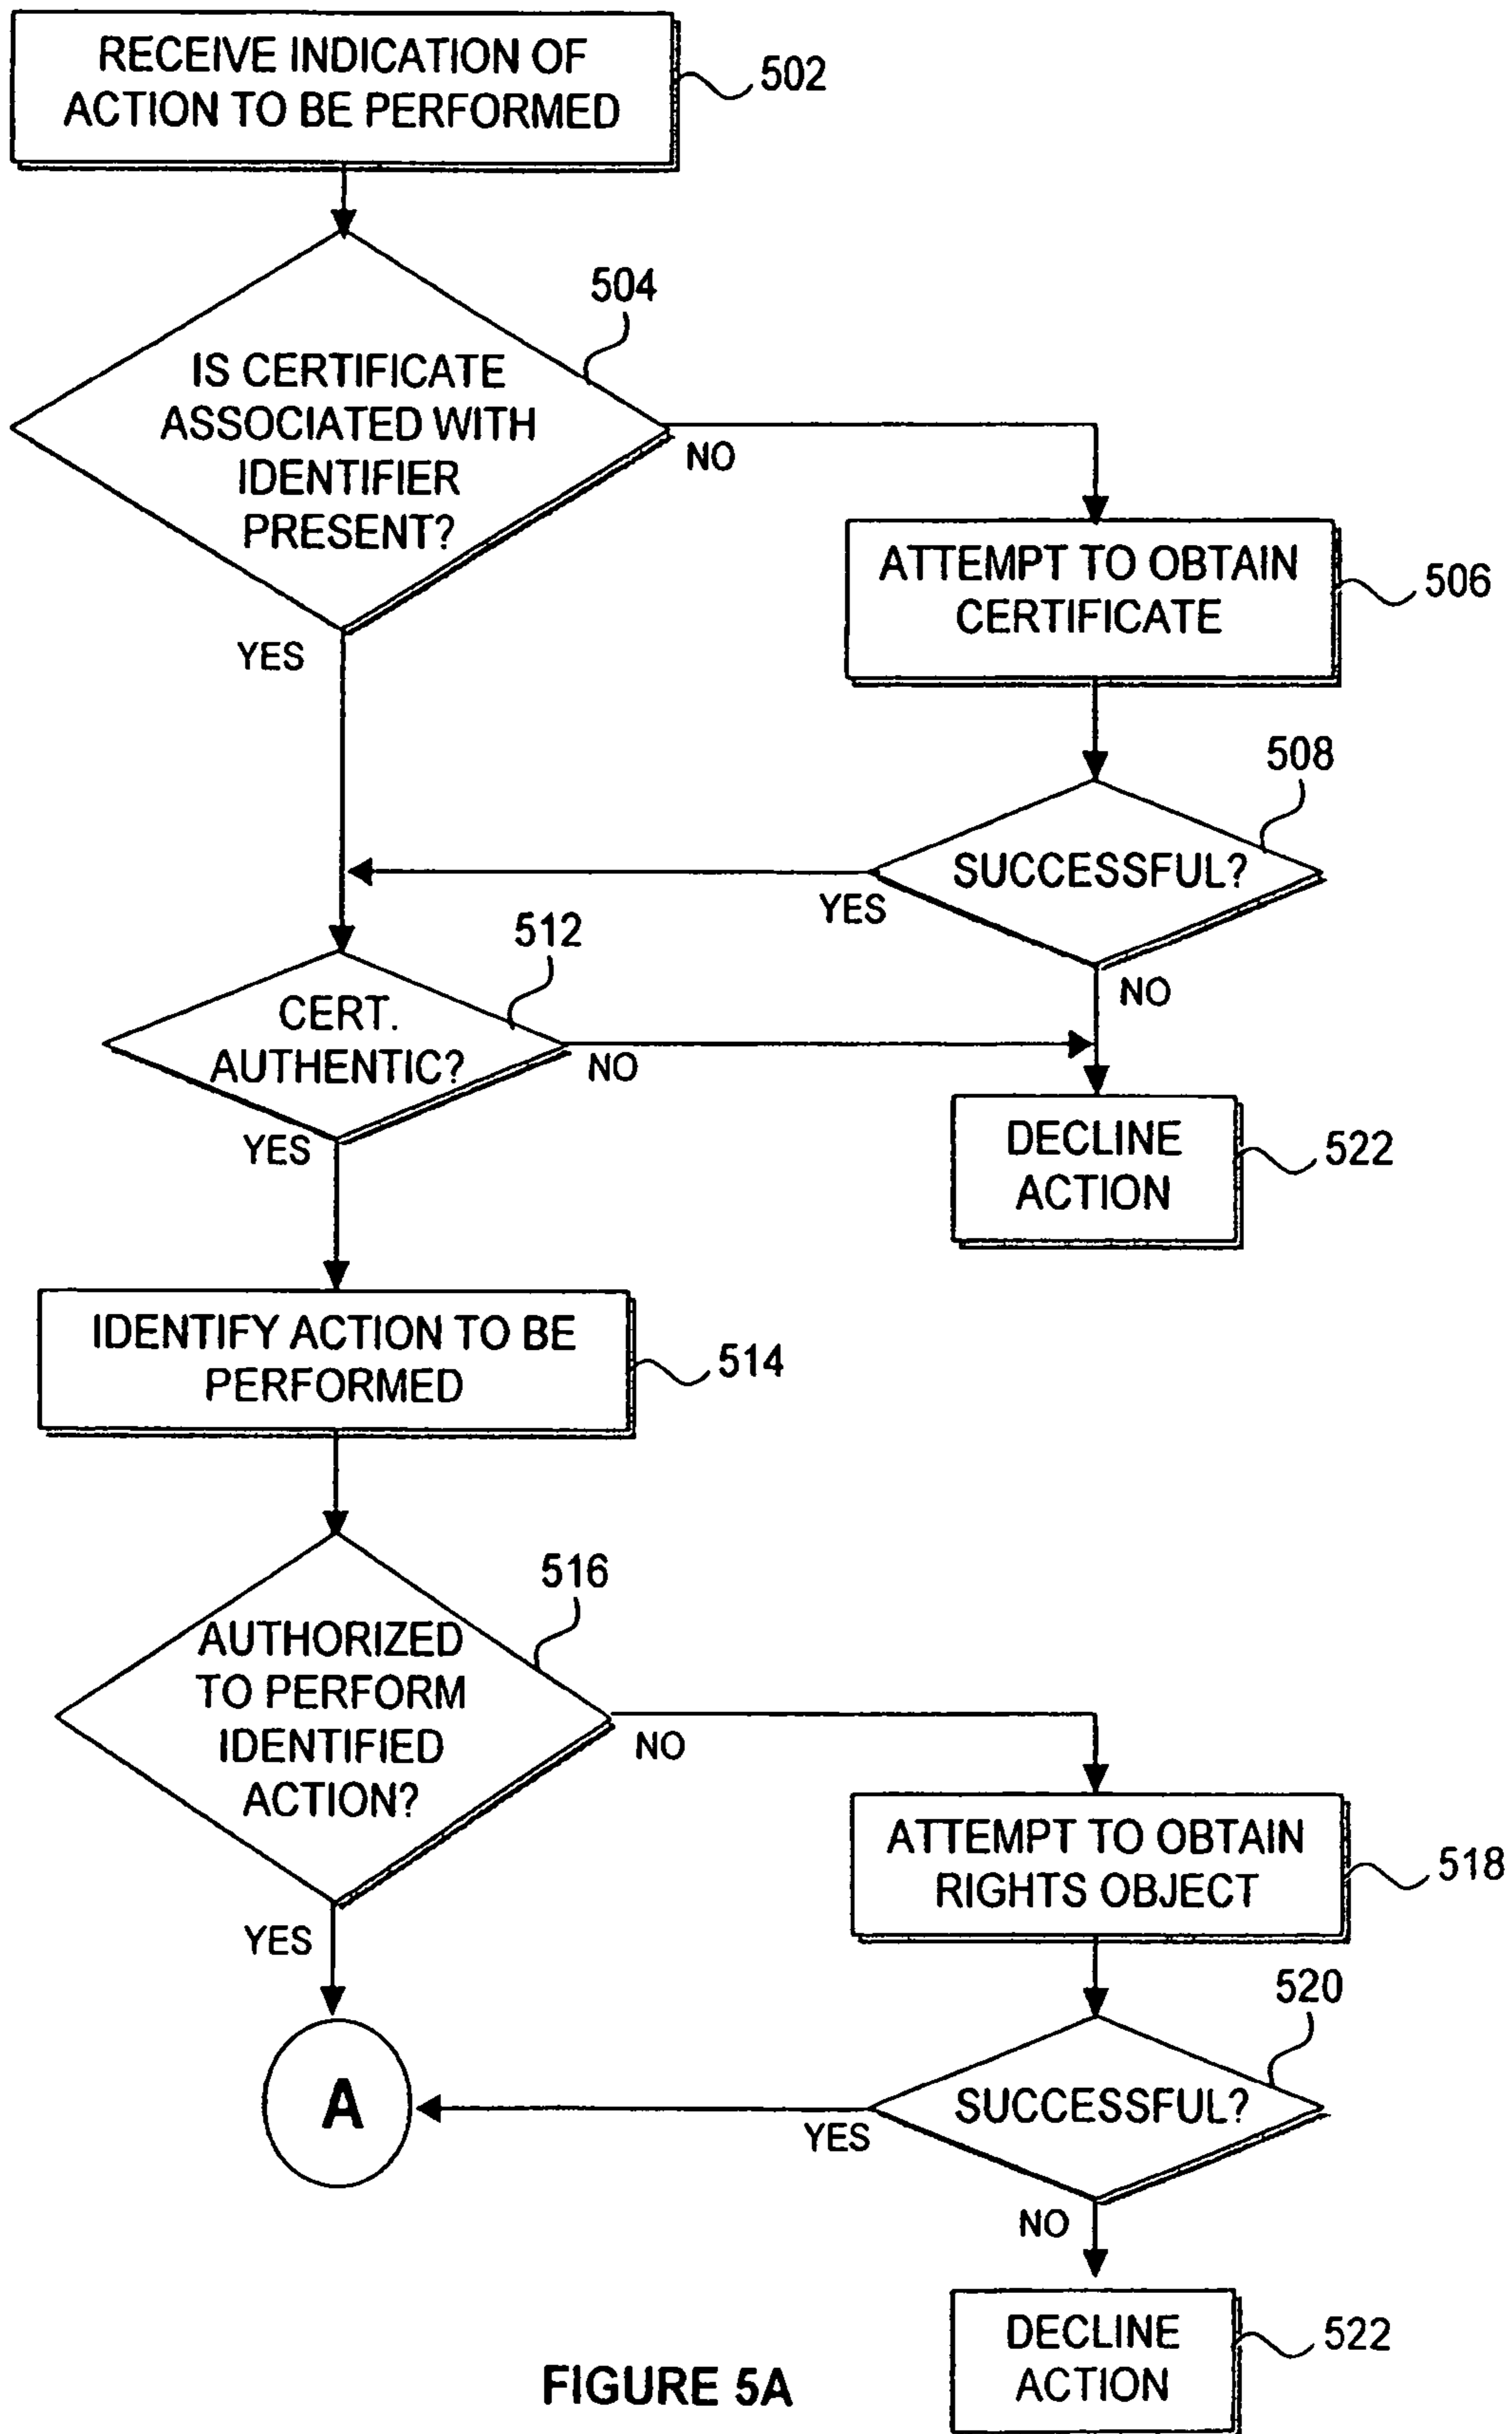 RECEIVE INDICATION OF
ACTION TO BE PERFORMED
502
504
IS CERTIFICATE
ASSOCIATED WITH
IDENTIFIER
PRESENT?
NO
YES
ATTEMPT TO OBTAIN
CERTIFICATE
506
508
SUCCESSFUL?
YES
NO
512
CERT.
AUTHENTIC?
NO
YES
DECLINE
ACTION
522
IDENTIFY ACTION TO BE
PERFORMED
514
516
AUTHORIZED
TO PERFORM
IDENTIFIED
ACTION?
NO
YES
ATTEMPT TO OBTAIN
RIGHTS OBJECT
518
520
SUCCESSFUL?
YES
NO
A
DECLINE
ACTION
522
FIGURE 5A